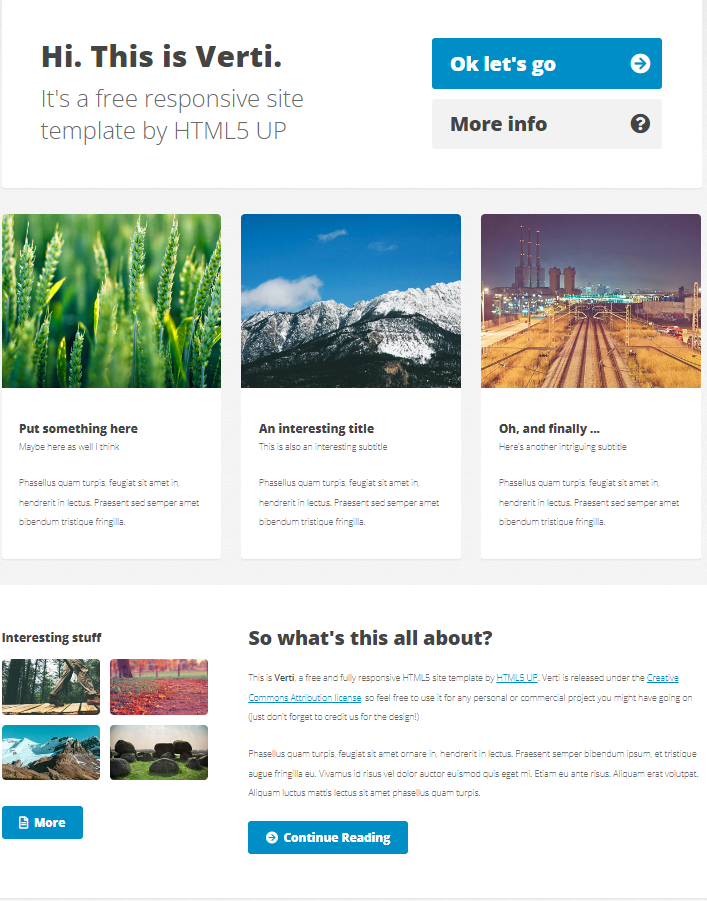 Hi. This is Verti.
It's a free responsive site
template by HTML5 UP
Ok let's go
More info
Put something here
Maybe here as well I think
Phasellus quam turpis, feugiat sit amet in,
hendrerit in lectus. Praesent sed semper amet
bibendum tristique fringilla.
An interesting title
This is also an interesting subtitle
Phasellus quam turpis, feugiat sit amet in,
hendrerit in lectus. Praesent sed semper amet
bibendum tristique fringilla.
Oh, and finally ...
Here's another intriguing subtitle
Phasellus quam turpis, feugiat sit amet in,
hendrerit in lectus. Praesent sed semper amet
bibendum tristique fringilla.
Interesting stuff
More
So what's this all about?
This is Verti, a free and fully responsive HTML5 site template by HTML5 UP. Verti is released under the Creative
Commons Attribution license, so feel free to use it for any personal or commercial project you might have going on
(just don't forget to credit us for the design!)
Phasellus quam turpis, feugiat sit amet ornare in, hendrerit in lectus. Praesent semper bibendum ipsum, et tristique
augue fringilla eu. Vivamus id risus vel dolor auctor euismod quis eget mi. Etiam eu ante risus. Aliquam erat volutpat.
Aliquam luctus mattis lectus sit amet phasellus quam turpis.
Continue Reading